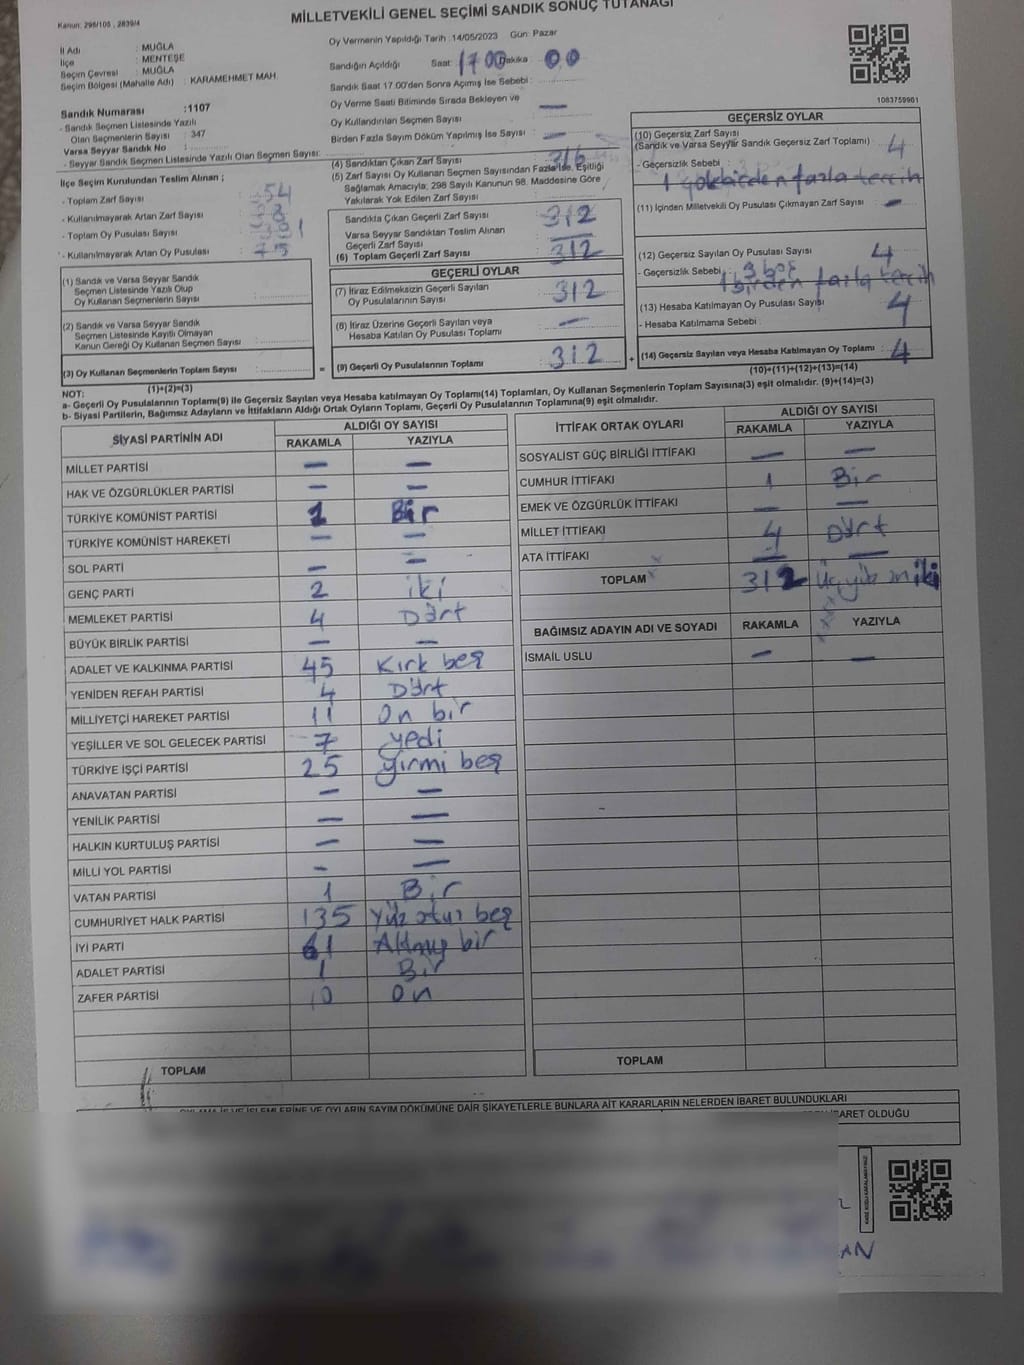 MİLLETVEKİLİ GENEL SEÇİMİ SANDIK SONUÇ TUTANAĞI
Kanun: 298/105 , 2839/4
İl Adı : MUĞLA
İlçe : MENTEŞE
Seçim Çevresi : MUĞLA
Seçim Bölgesi (Mahalle Adı) : KARAMEHMET MAH.
Sandık Numarası :1107
- Sandık Seçmen Listesinde Yazılı
Olan Seçmenlerin Sayısı : 347
Varsa Seyyar Sandık No :
- Seyyar Sandık Seçmen Listesinde Yazılı Olan Seçmen Sayısı:
Oy Vermenin Yapıldığı Tarih :14/05/2023 Gün: Pazar
Sandığın Açıldığı Saat : 17 00 Dakika : 00
Sandık Saat 17.00'den Sonra Açımış İse Sebebi :
Oy Verme Saati Bitiminde Sırada Bekleyen ve
Oy Kullandırılan Seçmen Sayısı : —
Birden Fazla Sayım Döküm Yapılmış İse Sayısı : —
1083759901
İlçe Seçim Kurulundan Teslim Alınan ;
- Toplam Zarf Sayısı :
- Kullanılmayarak Artan Zarf Sayısı :
- Toplam Oy Pusulası Sayısı :
- Kullanılmayarak Artan Oy Pusulası : 75
(4) Sandıktan Çıkan Zarf Sayısı : 316
(5) Zarf Sayısı Oy Kullanan Seçmen Sayısından Fazla İse, Eşitliği
Sağlamak Amacıyla; 298 Sayılı Kanunun 98. Maddesine Göre
Yakılarak Yok Edilen Zarf Sayısı :
Sandıkta Çıkan Geçerli Zarf Sayısı : 312
Varsa Seyyar Sandıktan Teslim Alınan
Geçerli Zarf Sayısı : —
(6) Toplam Geçerli Zarf Sayısı : 312
GEÇERLİ OYLAR
(7) İtiraz Edilmeksizin Geçerli Sayılan
Oy Pusulalarının Sayısı : 312
(8) İtiraz Üzerine Geçerli Sayılan veya
Hesaba Katılan Oy Pusulası Toplamı : —
(9) Geçerli Oy Pusulalarının Toplamı : 312
(1) Sandık ve Varsa Seyyar Sandık
Seçmen Listesinde Yazılı Olup
Oy Kullanan Seçmenlerin Sayısı :
(2) Sandık ve Varsa Seyyar Sandık
Seçmen Listesinde Kayıtlı Olmayan
Kanun Gereği Oy Kullanan Seçmen Sayısı :
(3) Oy Kullanan Seçmenlerin Toplam Sayısı :
(1)+(2)=(3)
=
+
GEÇERSİZ OYLAR
(10) Geçersiz Zarf Sayısı
(Sandık ve Varsa Seyyar Sandık Geçersiz Zarf Toplamı) : 4
- Geçersizlik Sebebi :
(11) İçinden Milletvekili Oy Pusulası Çıkmayan Zarf Sayısı : —
(12) Geçersiz Sayılan Oy Pusulası Sayısı : 4
- Geçersizlik Sebebi : 3 boş
1 birden fazla tercih
(13) Hesaba Katılmayan Oy Pusulası Sayısı : 4
- Hesaba Katılmama Sebebi :
(14) Geçersiz Sayılan veya Hesaba Katılmayan Oy Toplamı : 4
(10)+(11)+(12)+(13)=(14)
NOT:
a- Geçerli Oy Pusulalarının Toplamı(9) ile Geçersiz Sayılan veya Hesaba katılmayan Oy Toplamı(14) Toplamları, Oy Kullanan Seçmenlerin Toplam Sayısına(3) eşit olmalıdır. (9)+(14)=(3)
b- Siyasi Partilerin, Bağımsız Adayların ve İttifakların Aldığı Ortak Oyların Toplamı, Geçerli Oy Pusulalarının Toplamına(9) eşit olmalıdır.
SİYASİ PARTİNİN ADI ALDIĞI OY SAYISI
RAKAMLA YAZIYLA
MİLLET PARTİSİ — —
HAK VE ÖZGÜRLÜKLER PARTİSİ — —
TÜRKİYE KOMÜNİST PARTİSİ 1 Bir
TÜRKİYE KOMÜNİST HAREKETİ — —
SOL PARTİ — —
GENÇ PARTİ 2 iki
MEMLEKET PARTİSİ 4 Dört
BÜYÜK BİRLİK PARTİSİ — —
ADALET VE KALKINMA PARTİSİ 45 Kırk beş
YENİDEN REFAH PARTİSİ 4 Dört
MİLLİYETÇİ HAREKET PARTİSİ 11 On bir
YEŞİLLER VE SOL GELECEK PARTİSİ 7 yedi
TÜRKİYE İŞÇİ PARTİSİ 25 yirmi beş
ANAVATAN PARTİSİ — —
YENİLİK PARTİSİ — —
HALKIN KURTULUŞ PARTİSİ — —
MİLLİ YOL PARTİSİ — —
VATAN PARTİSİ 1 Bir
CUMHURİYET HALK PARTİSİ 135 Yüz otuz beş
İYİ PARTİ 61 Altmış bir
ADALET PARTİSİ 1 Bir
ZAFER PARTİSİ 10 On
TOPLAM
İTTİFAK ORTAK OYLARI ALDIĞI OY SAYISI
RAKAMLA YAZIYLA
SOSYALİST GÜÇ BİRLİĞİ İTTİFAKI — —
CUMHUR İTTİFAKI 1 Bir
EMEK VE ÖZGÜRLÜK İTTİFAKI — —
MİLLET İTTİFAKI 4 Dört
ATA İTTİFAKI — —
TOPLAM 312 Üçyüz on iki
BAĞIMSIZ ADAYIN ADI VE SOYADI RAKAMLA YAZIYLA
İSMAİL USLU — —
TOPLAM
OYLAMA İŞ VE İŞLEMLERİNE VE OYLARIN SAYIM DÖKÜMÜNE DAİR ŞİKAYETLERLE BUNLARA AİT KARARLARIN NELERDEN İBARET BULUNDUKLARI
İBARET OLDUĞU